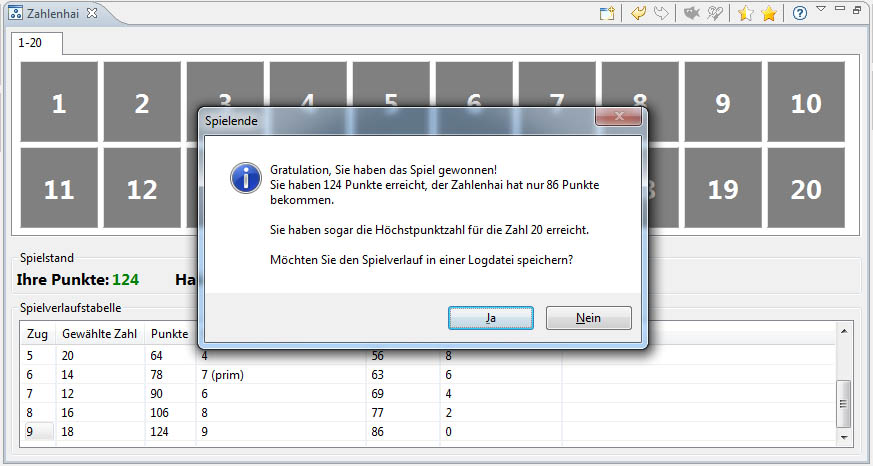 Zahlenhai
1-20
1 2 3 4 5 6 7 8 9 10
Spielende
Gratulation, Sie haben das Spiel gewonnen!
Sie haben 124 Punkte erreicht, der Zahlenhai hat nur 86 Punkte
bekommen.
Sie haben sogar die Höchstpunktzahl für die Zahl 20 erreicht.
Möchten Sie den Spielverlauf in einer Logdatei speichern?
Ja Nein
11 12 19 20
Spielstand
Ihre Punkte: 124 Ha
Spielverlaufstabelle
Zug Gewählte Zahl Punkte
5 20 64 4 56 8
6 14 78 7 (prim) 63 6
7 12 90 6 69 4
8 16 106 8 77 2
9 18 124 9 86 0